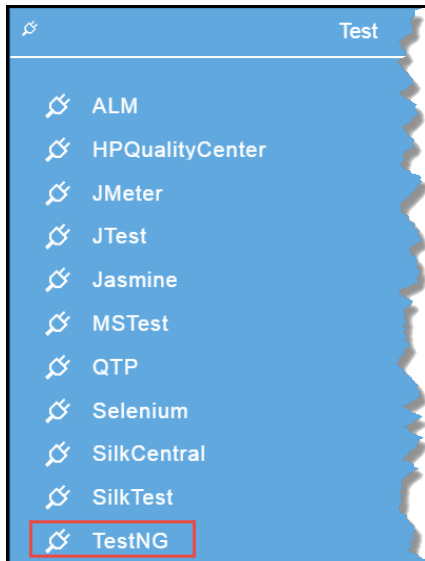 Test
ALM
HPQualityCenter
JMeter
JTest
Jasmine
MSTest
QTP
Selenium
SilkCentral
SilkTest
TestNG